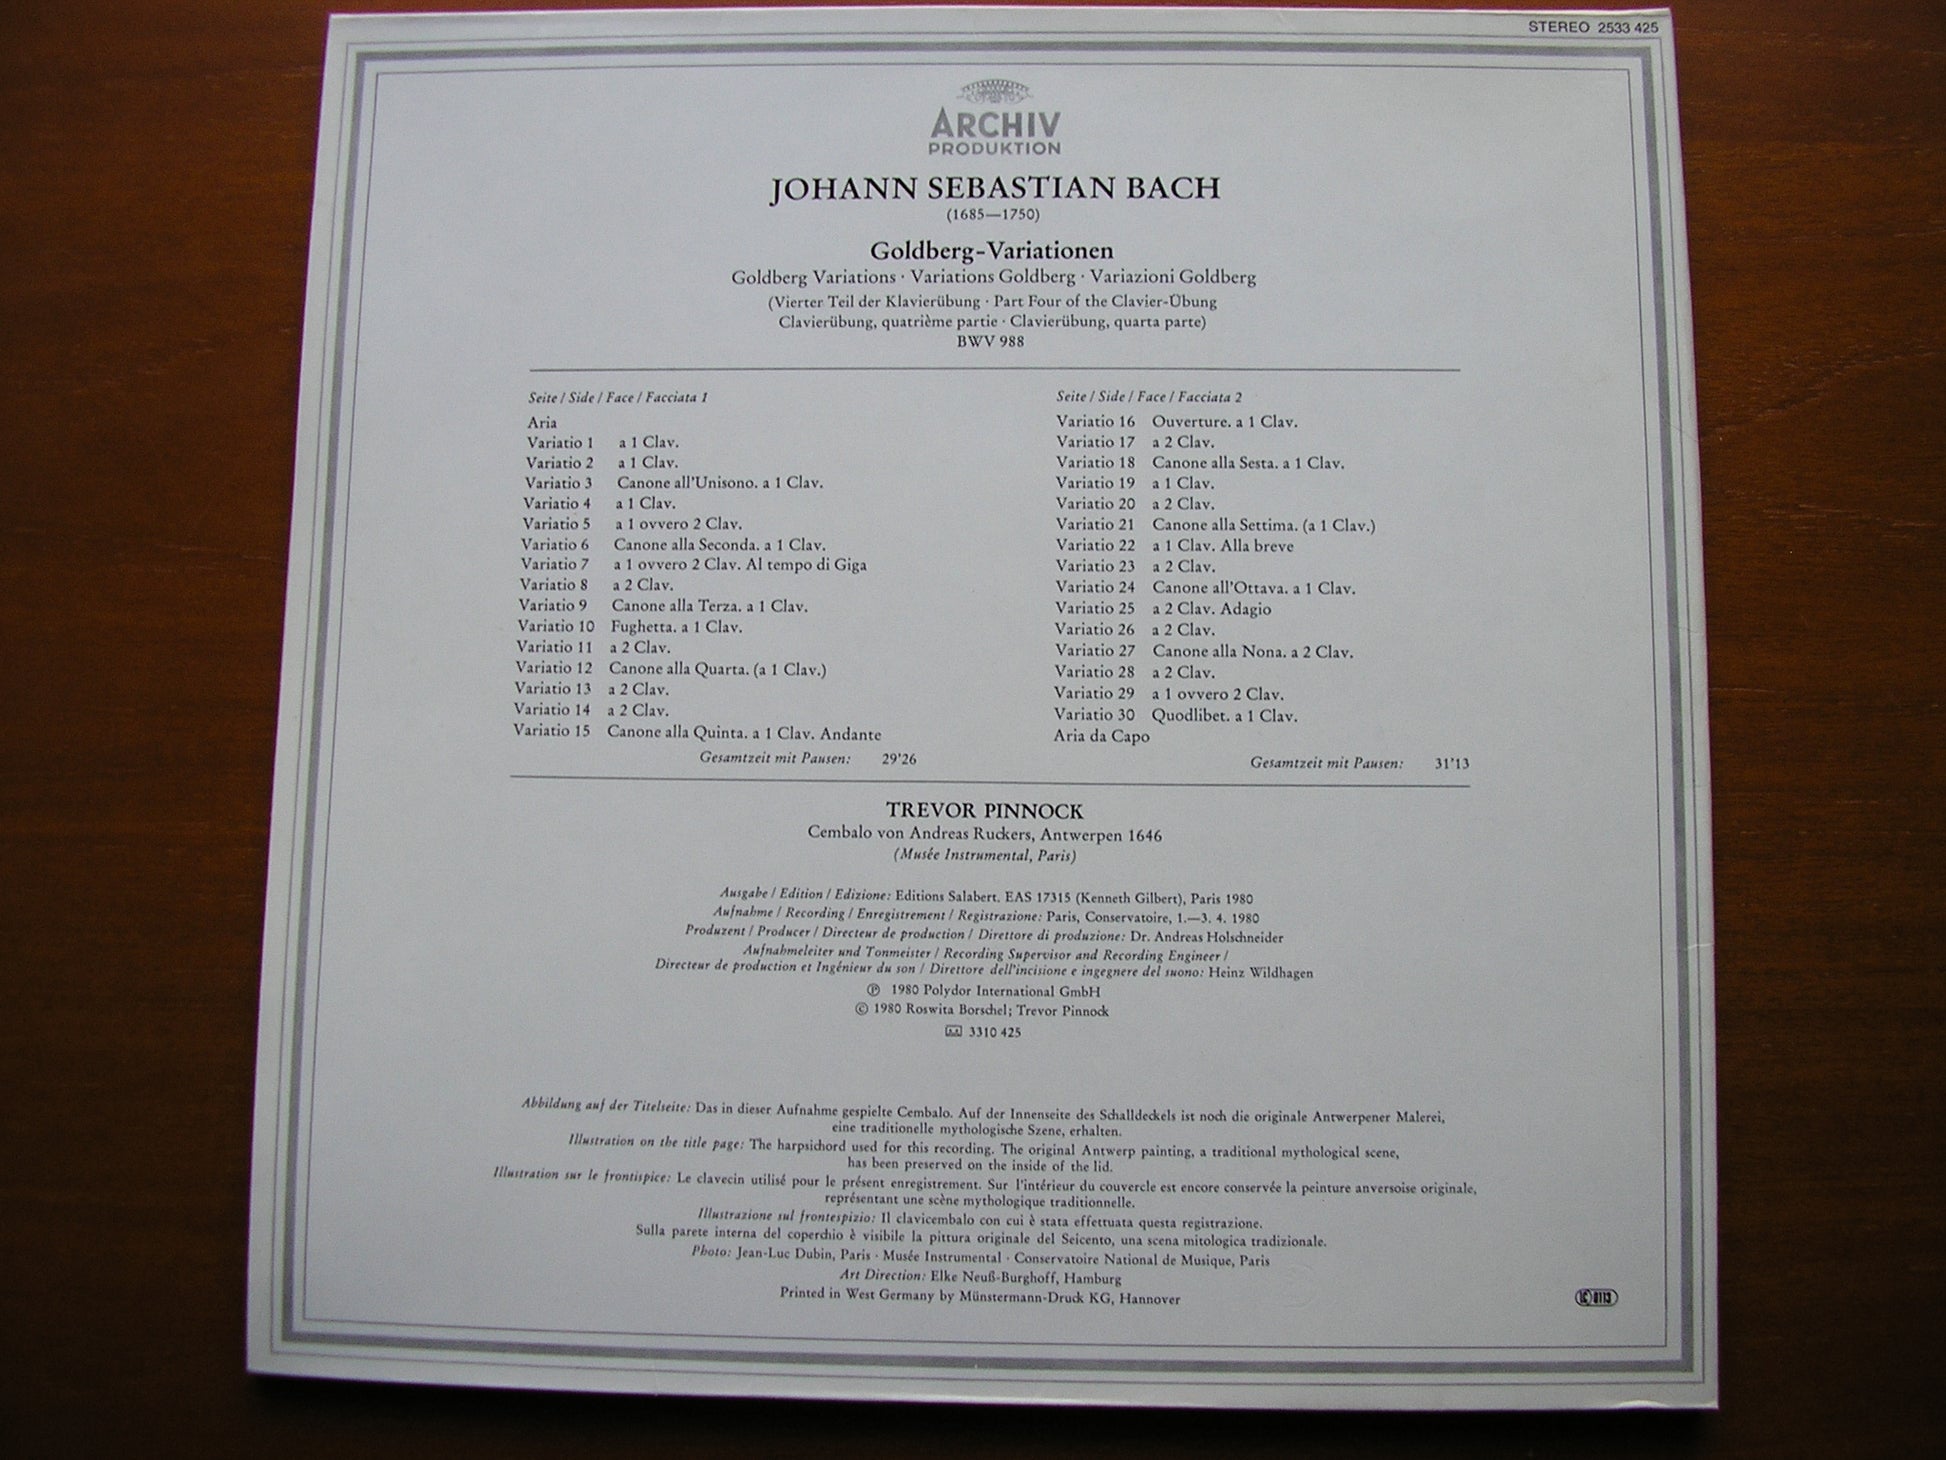 STEREO 2533 425
ARCHIV
PRODUKTION
JOHANN SEBASTIAN BACH
(1685—1750)
Goldberg-Variationen
Goldberg Variations · Variations Goldberg · Variazioni Goldberg
(Vierter Teil der Klavierübung · Part Four of the Clavier-Übung
Clavierübung, quatrième partie · Clavierübung, quarta parte)
BWV 988
Seite / Side / Face / Facciata 1
Aria
Variatio 1 a 1 Clav.
Variatio 2 a 1 Clav.
Variatio 3 Canone all'Unisono. a 1 Clav.
Variatio 4 a 1 Clav.
Variatio 5 a 1 ovvero 2 Clav.
Variatio 6 Canone alla Seconda. a 1 Clav.
Variatio 7 a 1 ovvero 2 Clav. Al tempo di Giga
Variatio 8 a 2 Clav.
Variatio 9 Canone alla Terza. a 1 Clav.
Variatio 10 Fughetta. a 1 Clav.
Variatio 11 a 2 Clav.
Variatio 12 Canone alla Quarta. (a 1 Clav.)
Variatio 13 a 2 Clav.
Variatio 14 a 2 Clav.
Variatio 15 Canone alla Quinta. a 1 Clav. Andante
Gesamtzeit mit Pausen: 29'26
Seite / Side / Face / Facciata 2
Variatio 16 Ouverture. a 1 Clav.
Variatio 17 a 2 Clav.
Variatio 18 Canone alla Sesta. a 1 Clav.
Variatio 19 a 1 Clav.
Variatio 20 a 2 Clav.
Variatio 21 Canone alla Settima. (a 1 Clav.)
Variatio 22 a 1 Clav. Alla breve
Variatio 23 a 2 Clav.
Variatio 24 Canone all'Ottava. a 1 Clav.
Variatio 25 a 2 Clav. Adagio
Variatio 26 a 2 Clav.
Variatio 27 Canone alla Nona. a 2 Clav.
Variatio 28 a 2 Clav.
Variatio 29 a 1 ovvero 2 Clav.
Variatio 30 Quodlibet. a 1 Clav.
Aria da Capo
Gesamtzeit mit Pausen: 31'13
TREVOR PINNOCK
Cembalo von Andreas Ruckers, Antwerpen 1646
(Musée Instrumental, Paris)
Ausgabe / Edition / Edizione: Editions Salabert. EAS 17315 (Kenneth Gilbert), Paris 1980
Aufnahme / Recording / Enregistrement / Registrazione: Paris, Conservatoire, 1.—3. 4. 1980
Produzent / Producer / Directeur de production / Direttore di produzione: Dr. Andreas Holschneider
Aufnahmeleiter und Tonmeister / Recording Supervisor and Recording Engineer /
Directeur de production et Ingénieur du son / Direttore dell'incisione e ingegnere del suono: Heinz Wildhagen
Ⓟ 1980 Polydor International GmbH
© 1980 Roswita Borschel; Trevor Pinnock
3310 425
Abbildung auf der Titelseite: Das in dieser Aufnahme gespielte Cembalo. Auf der Innenseite des Schalldeckels ist noch die originale Antwerpener Malerei,
eine traditionelle mythologische Szene, erhalten.
Illustration on the title page: The harpsichord used for this recording. The original Antwerp painting, a traditional mythological scene,
has been preserved on the inside of the lid.
Illustration sur le frontispice: Le clavecin utilisé pour le présent enregistrement. Sur l'intérieur du couvercle est encore conservée la peinture anversoise originale,
représentant une scène mythologique traditionnelle.
Illustrazione sul frontespizio: Il clavicembalo con cui è stata effettuata questa registrazione.
Sulla parete interna del coperchio è visibile la pittura originale del Seicento, una scena mitologica tradizionale.
Photo: Jean-Luc Dubin, Paris · Musée Instrumental · Conservatoire National de Musique, Paris
Art Direction: Elke Neuß-Burghoff, Hamburg
Printed in West Germany by Münstermann-Druck KG, Hannover